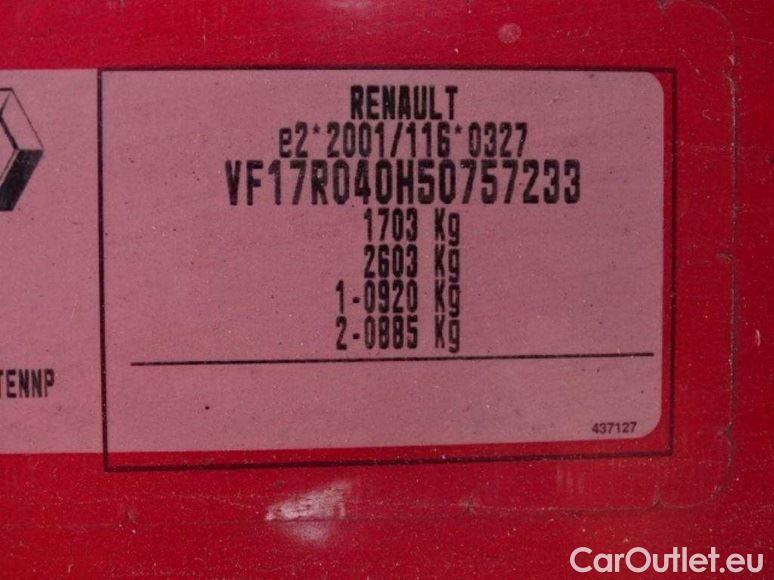 RENAULT
e2*2001/116*0327
VF17R040H50757233
1703 Kg
2603 Kg
1-0920 Kg
2-0885 Kg
TENNP
437127
CarOutlet.eu